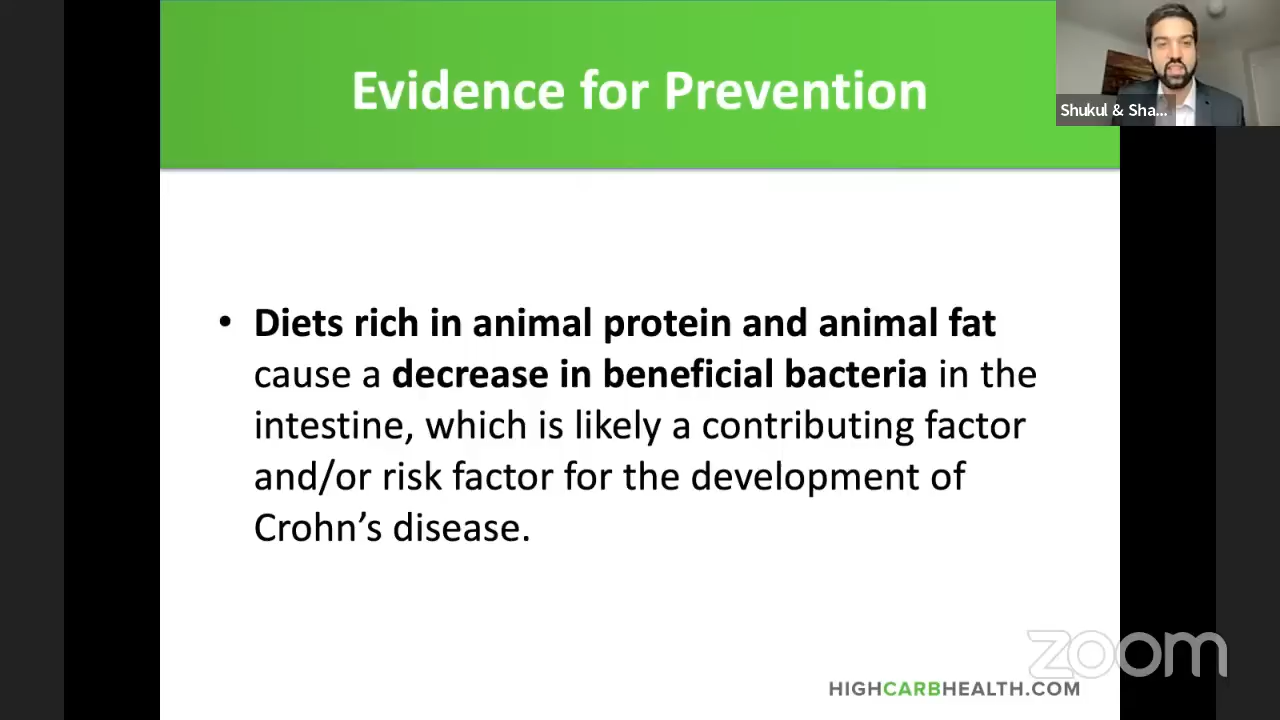 Evidence for Prevention
Shukul & Sha...
• Diets rich in animal protein and animal fat
cause a decrease in beneficial bacteria in the
intestine, which is likely a contributing factor
and/or risk factor for the development of
Crohn’s disease.
zoom
HIGHCARBHEALTH.COM